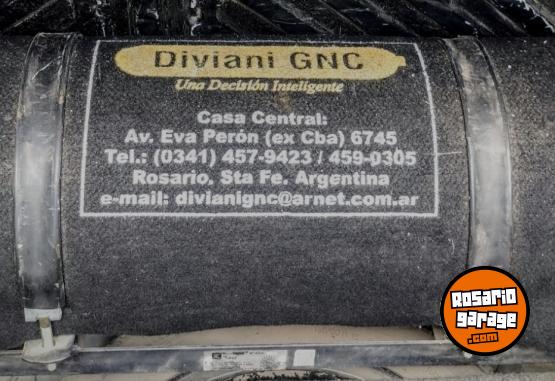 Diviani GNC
Una Decisión Inteligente
Casa Central:
Av. Eva Perón (ex Cba) 6745
Tel.: (0341) 457-9423 / 459-0305
Rosario. Sta Fe. Argentina
e-mail: divianignc@arnet.com.ar
Rosario
garage
.com